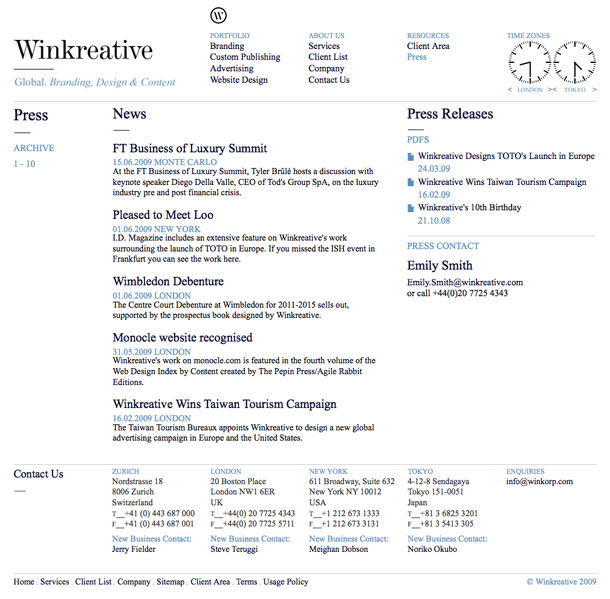 W
Winkreative
Global. Branding, Design & Content
PORTFOLIO
Branding
Custom Publishing
Advertising
Website Design
ABOUT US
Services
Client List
Company
Contact Us
RESOURCES
Client Area
Press
TIME ZONES
< LONDON >< TOKYO >
Press
ARCHIVE
1 - 10
News
FT Business of Luxury Summit
15.06.2009 MONTE CARLO
At the FT Business of Luxury Summit, Tyler Brûlé hosts a discussion with
keynote speaker Diego Della Valle, CEO of Tod's Group SpA, on the luxury
industry pre and post financial crisis.
Pleased to Meet Loo
01.06.2009 NEW YORK
I.D. Magazine includes an extensive feature on Winkreative's work
surrounding the launch of TOTO in Europe. If you missed the ISH event in
Frankfurt you can see the work here.
Wimbledon Debenture
01.06.2009 LONDON
The Centre Court Debenture at Wimbledon for 2011-2015 sells out,
supported by the prospectus book designed by Winkreative.
Monocle website recognised
31.05.2009 LONDON
Winkreative's work on monocle.com is featured in the fourth volume of the
Web Design Index by Content created by The Pepin Press/Agile Rabbit
Editions.
Winkreative Wins Taiwan Tourism Campaign
16.02.2009 LONDON
The Taiwan Tourism Bureaux appoints Winkreative to design a new global
advertising campaign in Europe and the United States.
Press Releases
PDFS
Winkreative Designs TOTO's Launch in Europe
24.03.09
Winkreative Wins Taiwan Tourism Campaign
16.02.09
Winkreative's 10th Birthday
21.10.08
PRESS CONTACT
Emily Smith
Emily.Smith@winkreative.com
or call +44(0)20 7725 4343
Contact Us
ZURICH
Nordstrasse 18
8006 Zurich
Switzerland
T__+41 (0) 443 687 000
F__+41 (0) 443 687 001
New Business Contact:
Jerry Fielder
LONDON
20 Boston Place
London NW1 6ER
UK
T__+44(0) 20 7725 4343
F__+44(0) 20 7725 5711
New Business Contact:
Steve Teruggi
NEW YORK
611 Broadway, Suite 632
New York NY 10012
USA
T__+1 212 673 1333
F__+1 212 673 3131
New Business Contact:
Meighan Dobson
TOKYO
4-12-8 Sendagaya
Tokyo 151-0051
Japan
T__+81 3 6825 3201
F__+81 3 5413 305
New Business Contact:
Noriko Okubo
ENQUIRIES
info@winkorp.com
Home . Services . Client List . Company . Sitemap . Client Area . Terms . Usage Policy
© Winkreative 2009